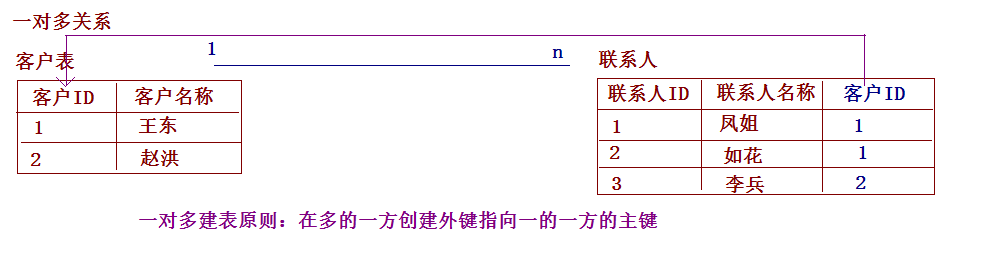 一对多关系
1 n
客户表 联系人
客户ID 客户名称 联系人ID 联系人名称 客户ID
1 王东 1 凤姐 1
2 赵洪 2 如花 1
3 李兵 2
一对多建表原则：在多的一方创建外键指向一的一方的主键